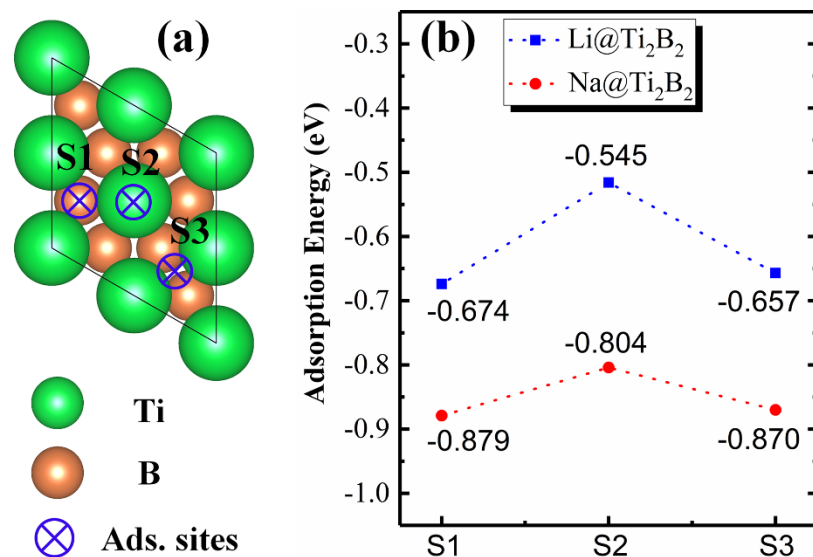 (a)
S1
S2
S3
Ti
B
Ads. sites
(b)
Li@Ti₂B₂
Na@Ti₂B₂
Adsorption Energy (eV)
-0.3
-0.4
-0.5
-0.6
-0.7
-0.8
-0.9
-1.0
-0.545
-0.674
-0.657
-0.804
-0.879
-0.870
S1
S2
S3